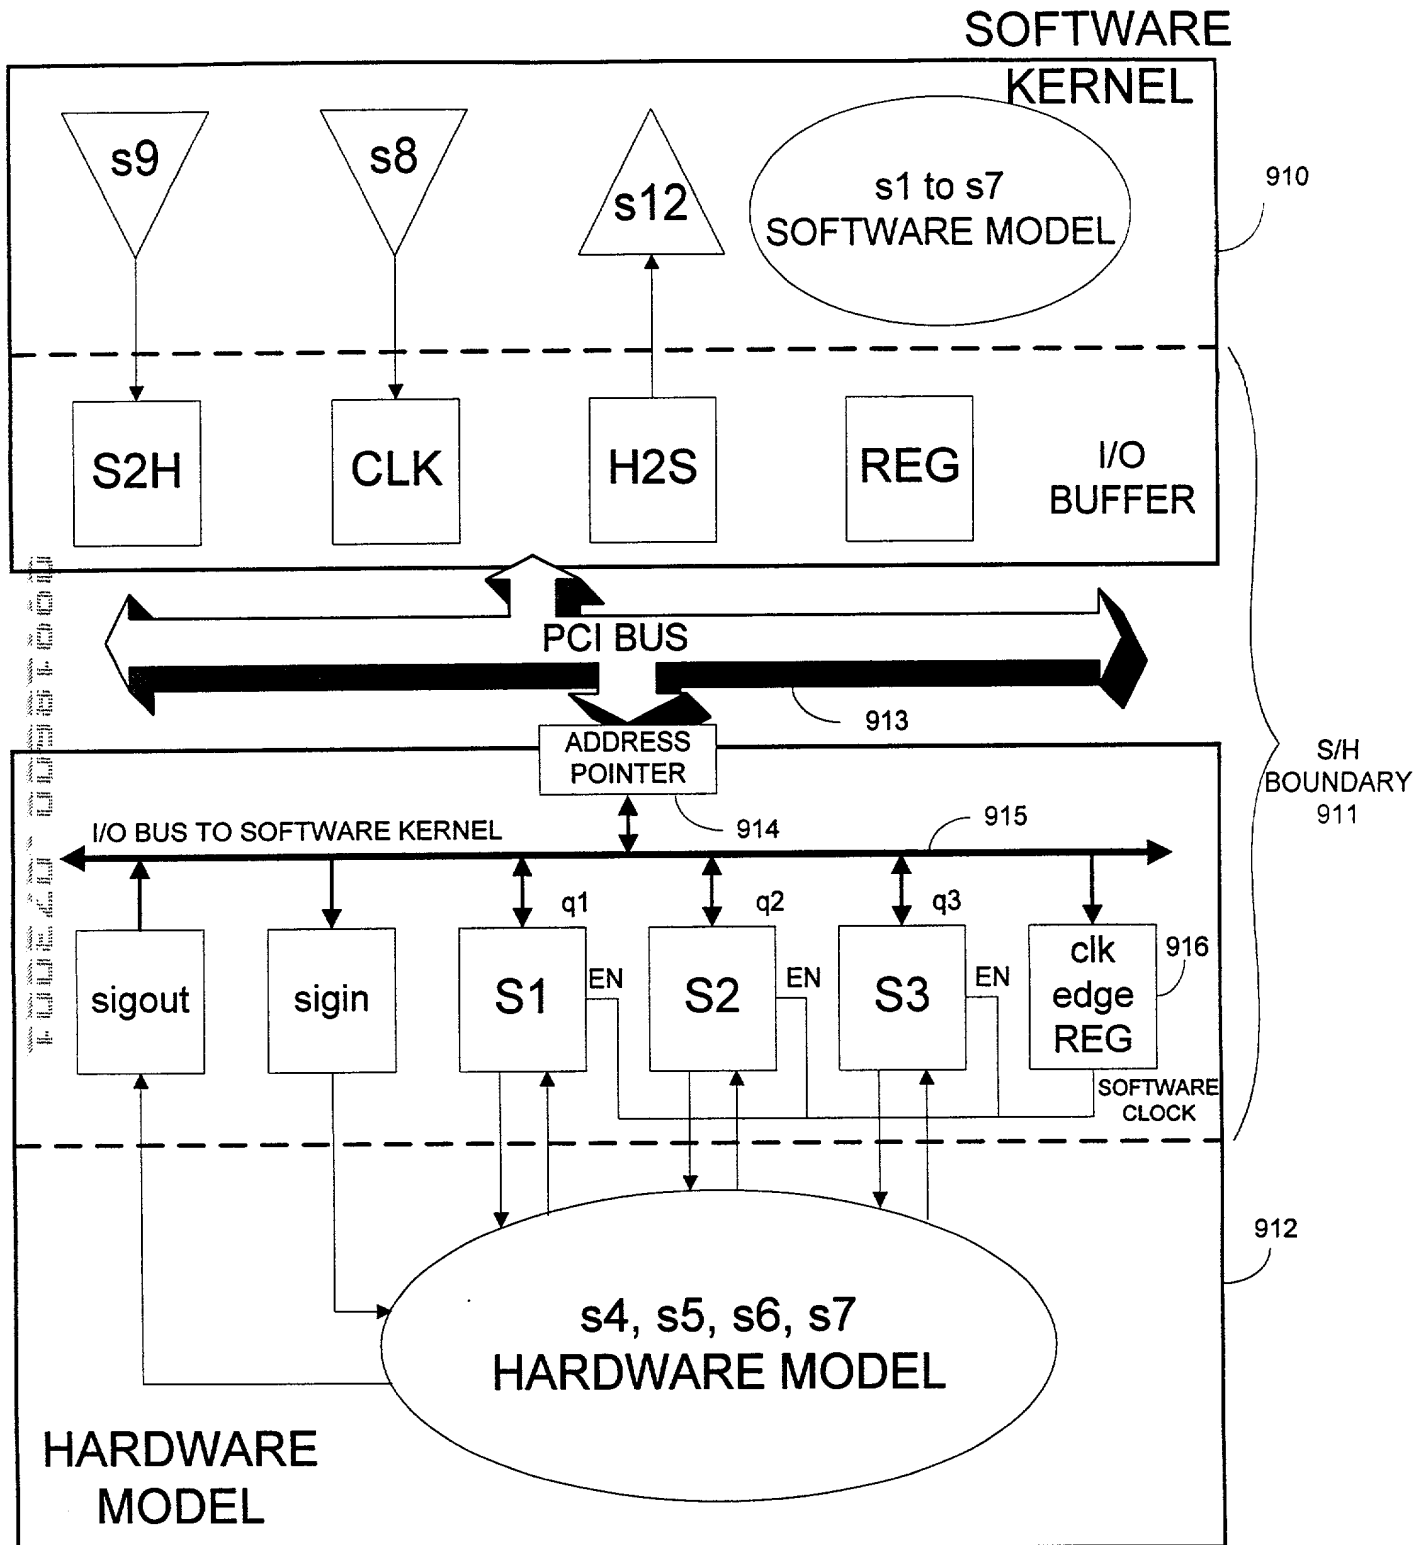 SOFTWARE
KERNEL
s9
s8
s12
s1 to s7
SOFTWARE MODEL
910
S2H
CLK
H2S
REG
I/O
BUFFER
PCI BUS
913
ADDRESS
POINTER
914
S/H
BOUNDARY
911
I/O BUS TO SOFTWARE KERNEL
915
q1
q2
q3
sigout
sigin
S1
EN
S2
EN
S3
EN
clk
edge
REG
916
SOFTWARE
CLOCK
912
s4, s5, s6, s7
HARDWARE MODEL
HARDWARE
MODEL